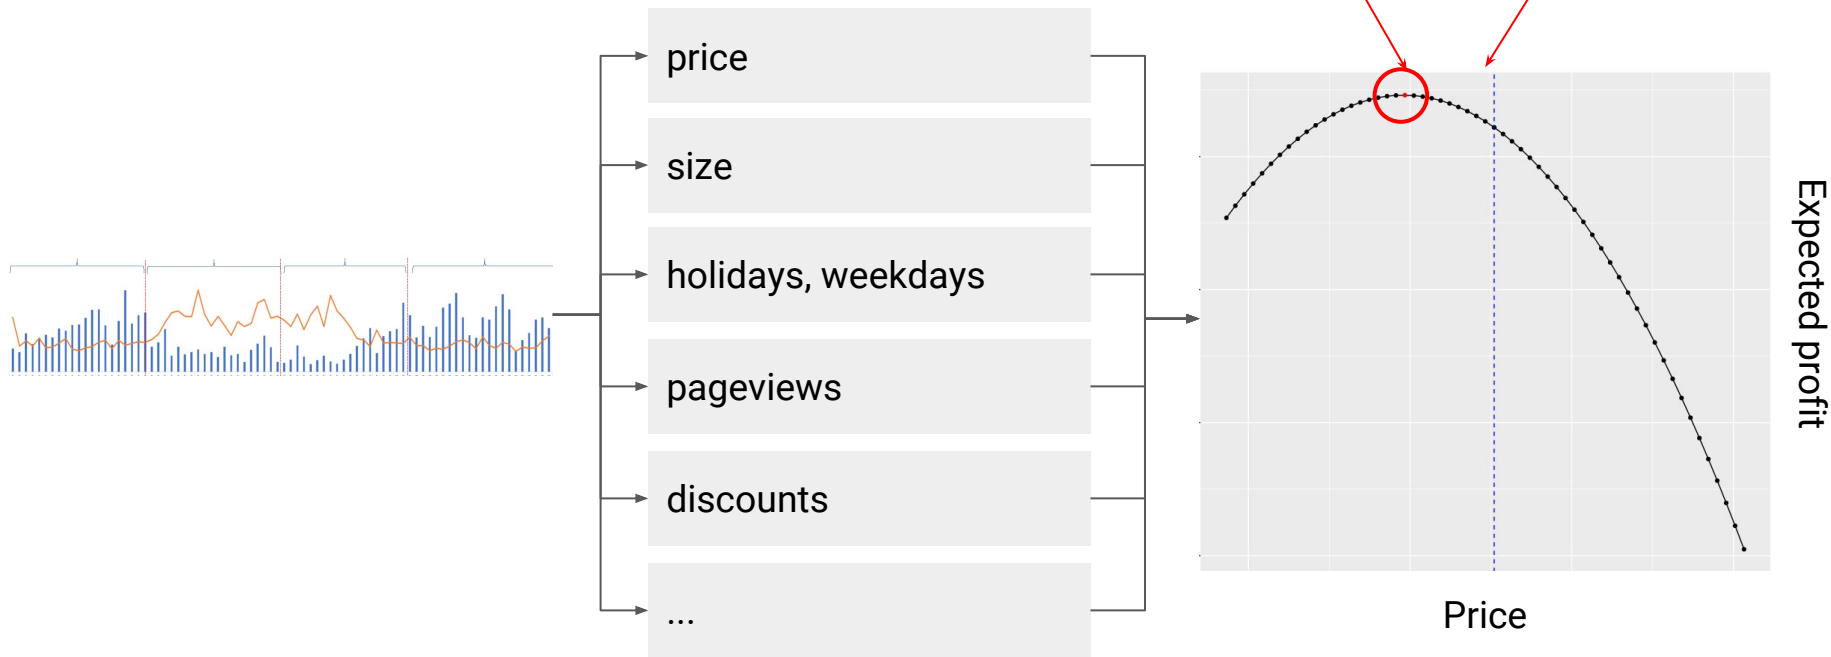 price
size
holidays, weekdays
pageviews
discounts
...
Expected profit
Price